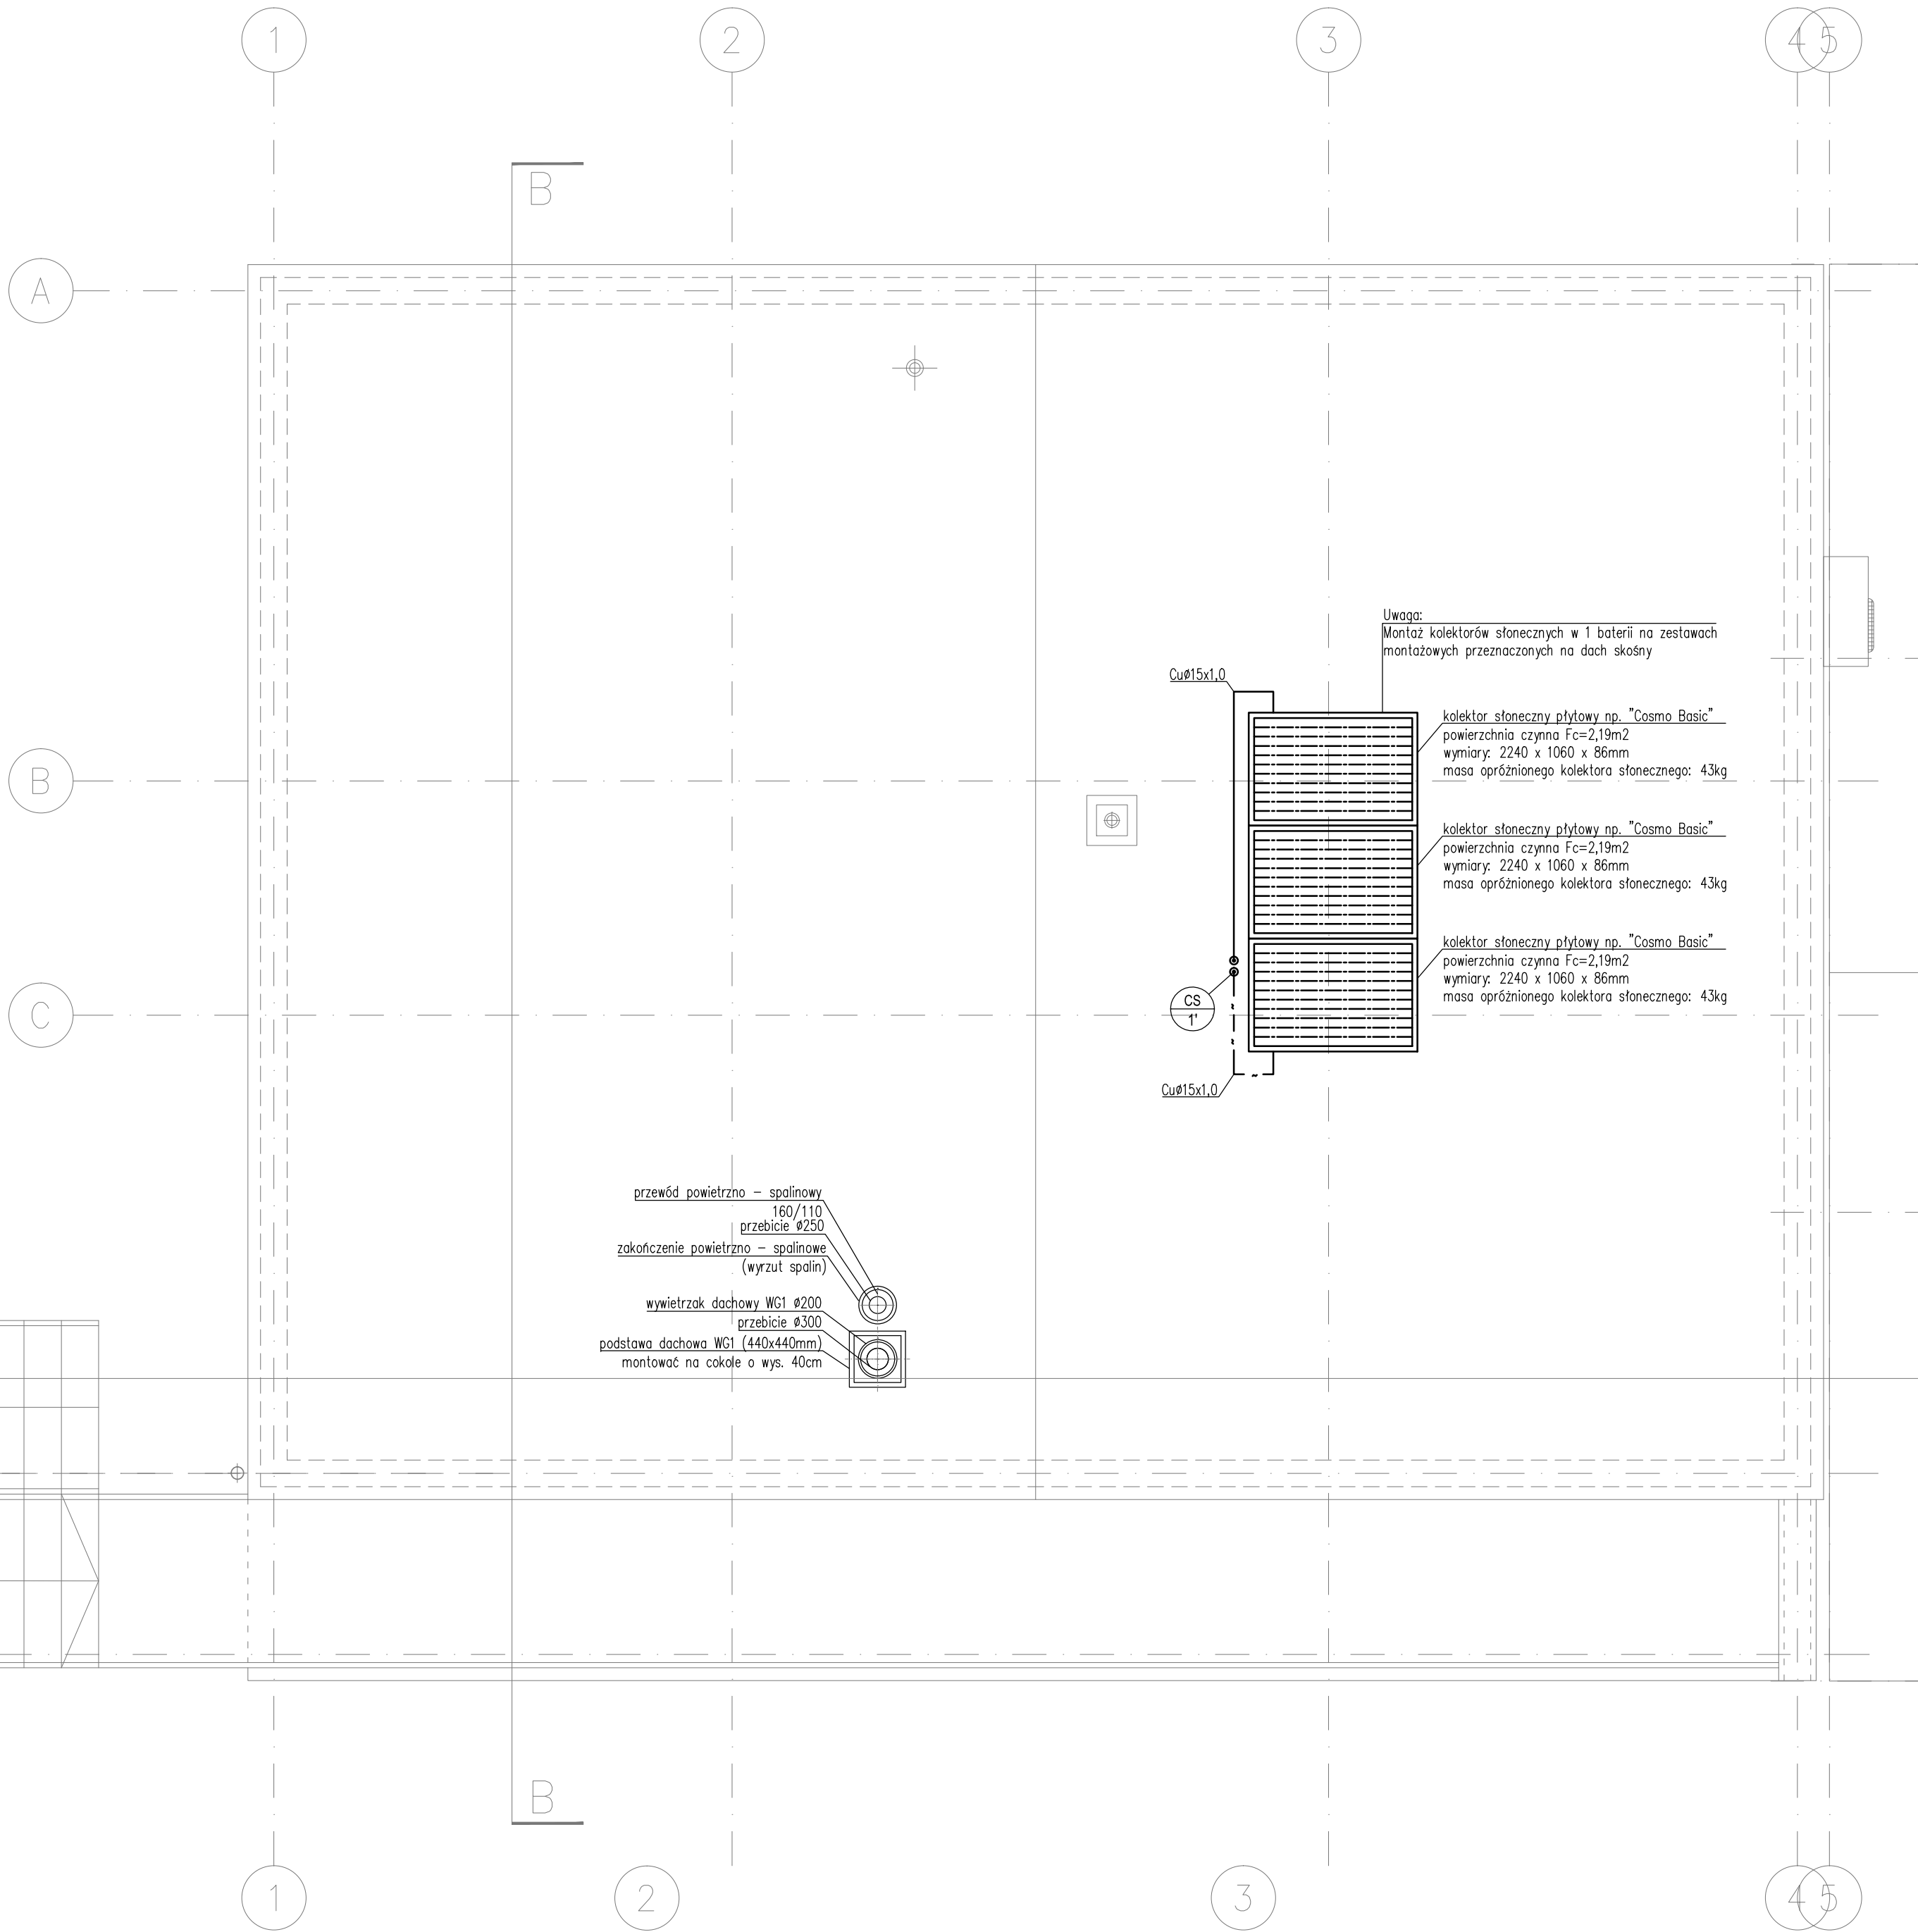 1
2
3
4
5
B
A
Uwaga:
Montaż kolektorów słonecznych w 1 baterii na zestawach
montażowych przeznaczonych na dach skośny
CuØ15x1,0
kolektor słoneczny płytowy np. "Cosmo Basic"
powierzchnia czynna Fc=2,19m2
wymiary: 2240 x 1060 x 86mm
masa opróżnionego kolektora słonecznego: 43kg
B
kolektor słoneczny płytowy np. "Cosmo Basic"
powierzchnia czynna Fc=2,19m2
wymiary: 2240 x 1060 x 86mm
masa opróżnionego kolektora słonecznego: 43kg
kolektor słoneczny płytowy np. "Cosmo Basic"
powierzchnia czynna Fc=2,19m2
wymiary: 2240 x 1060 x 86mm
masa opróżnionego kolektora słonecznego: 43kg
C
CS
1'
CuØ15x1,0
przewód powietrzno – spalinowy
160/110
przebicie Ø250
zakończenie powietrzno – spalinowe
(wyrzut spalin)
wywietrzak dachowy WG1 Ø200
przebicie Ø300
podstawa dachowa WG1 (440x440mm)
montować na cokole o wys. 40cm
B
1
2
3
4
5